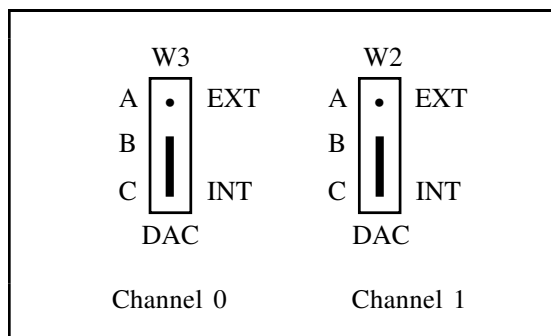 W3 W2
A EXT A EXT
B B
C INT C INT
DAC DAC
Channel 0 Channel 1